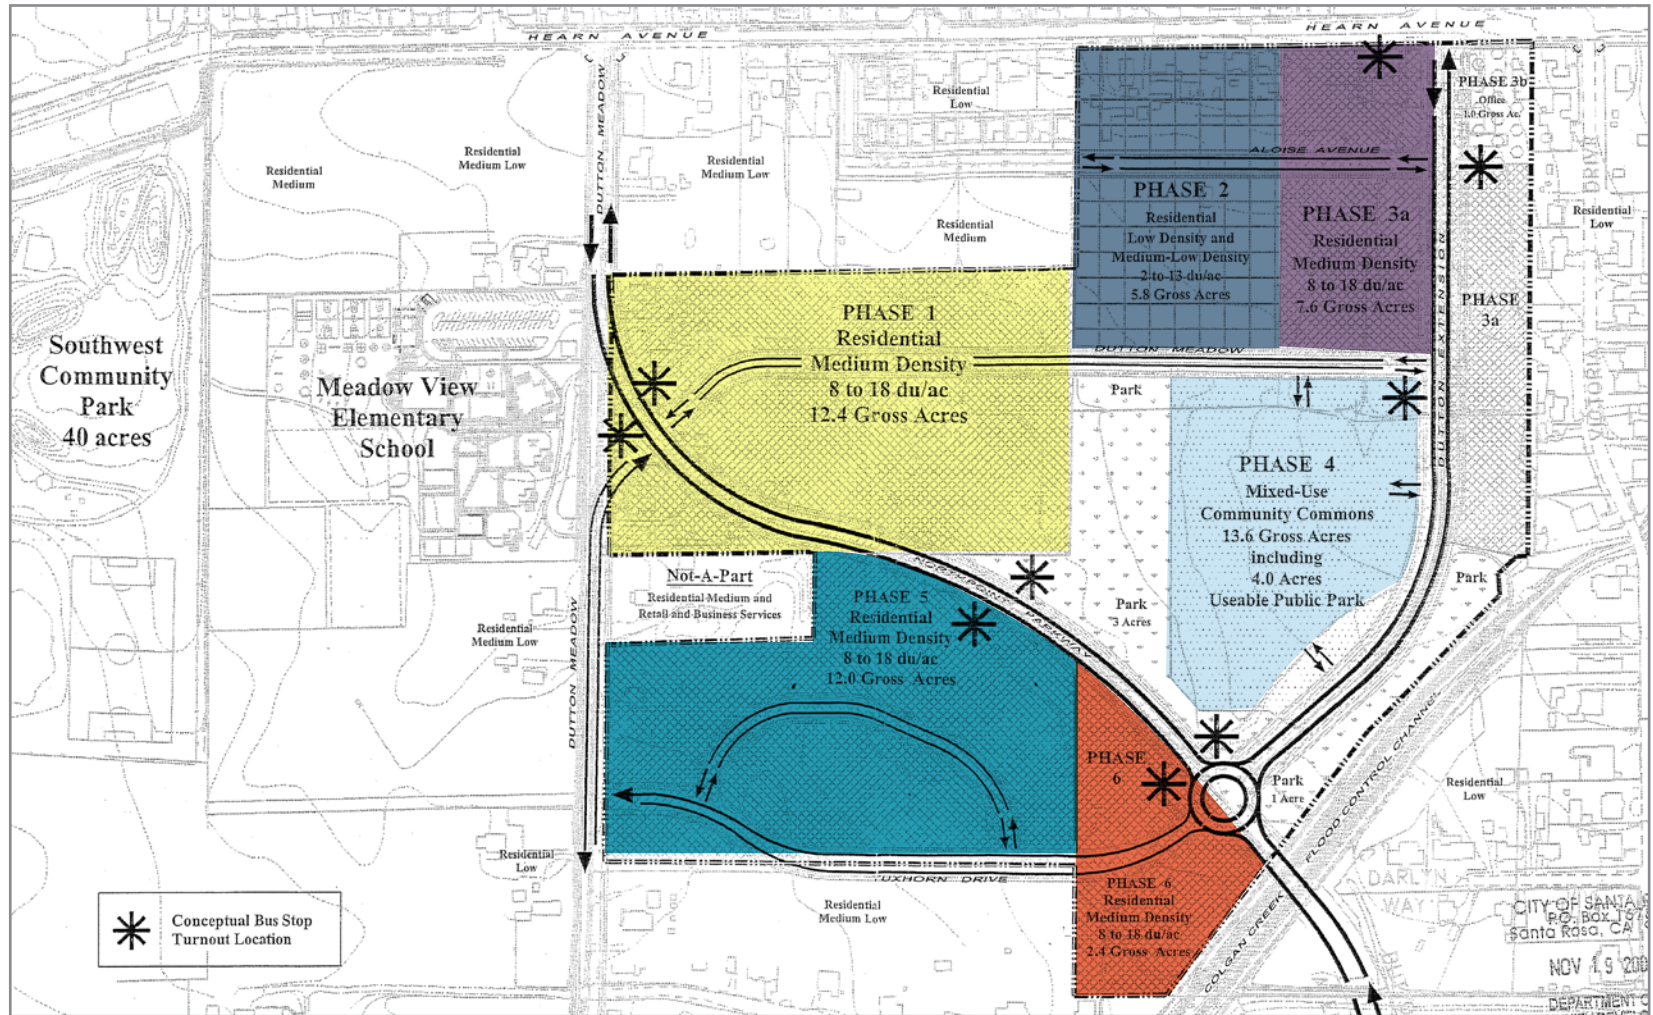 HEARN AVENUE
HEARN AVENUE
DUTTON MEADOW
Residential
Low
PHASE 3b
Office
1.0 Gross Ac.
Residential
Medium
Residential
Medium Low
Residential
Medium Low
ALOISE AVENUE
PHASE 2
Residential
Low Density and
Medium-Low Density
2 to 13 du/ac
5.8 Gross Acres
PHASE 3a
Residential
Medium Density
8 to 18 du/ac
7.6 Gross Acres
Residential
Low
Residential
Medium
DUTTON EXTENSION
PHASE
3a
PHASE 1
Residential
Medium Density
8 to 18 du/ac
12.4 Gross Acres
DUTTON MEADOW
Southwest
Community
Park
40 acres
Meadow View
Elementary
School
Park
PHASE 4
Mixed-Use
Community Commons
13.6 Gross Acres
including
4.0 Acres
Useable Public Park
Park
Not-A-Part
Residential Medium and
Retail and Business Services
NORTHPOINT PARKWAY
PHASE 5
Residential
Medium Density
8 to 18 du/ac
12.0 Gross Acres
Park
3 Acres
Residential
Medium Low
DUTTON MEADOW
PHASE
6
Park
1 Acre
Residential
Low
COLGAN CREEK FLOOD CONTROL CHANNEL
Residential
Low
TUXHORN DRIVE
PHASE 6
Residential
Medium Density
8 to 18 du/ac
2.4 Gross Acres
Residential
Medium Low
DARLYN
WAY
Conceptual Bus Stop
Turnout Location
CITY OF SANTA
P.O. Box
Santa Rosa, CA
NOV 19
DEPARTMENT